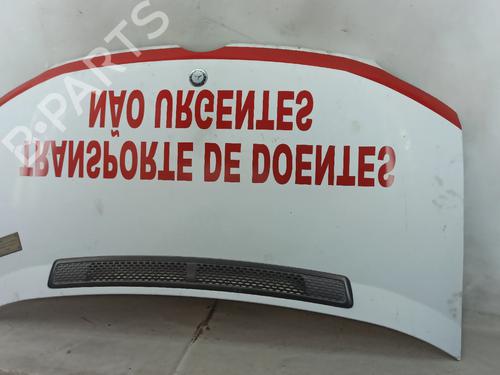 TRANSPORTE DE DOENTES
NÃO URGENTES
B-PARTS